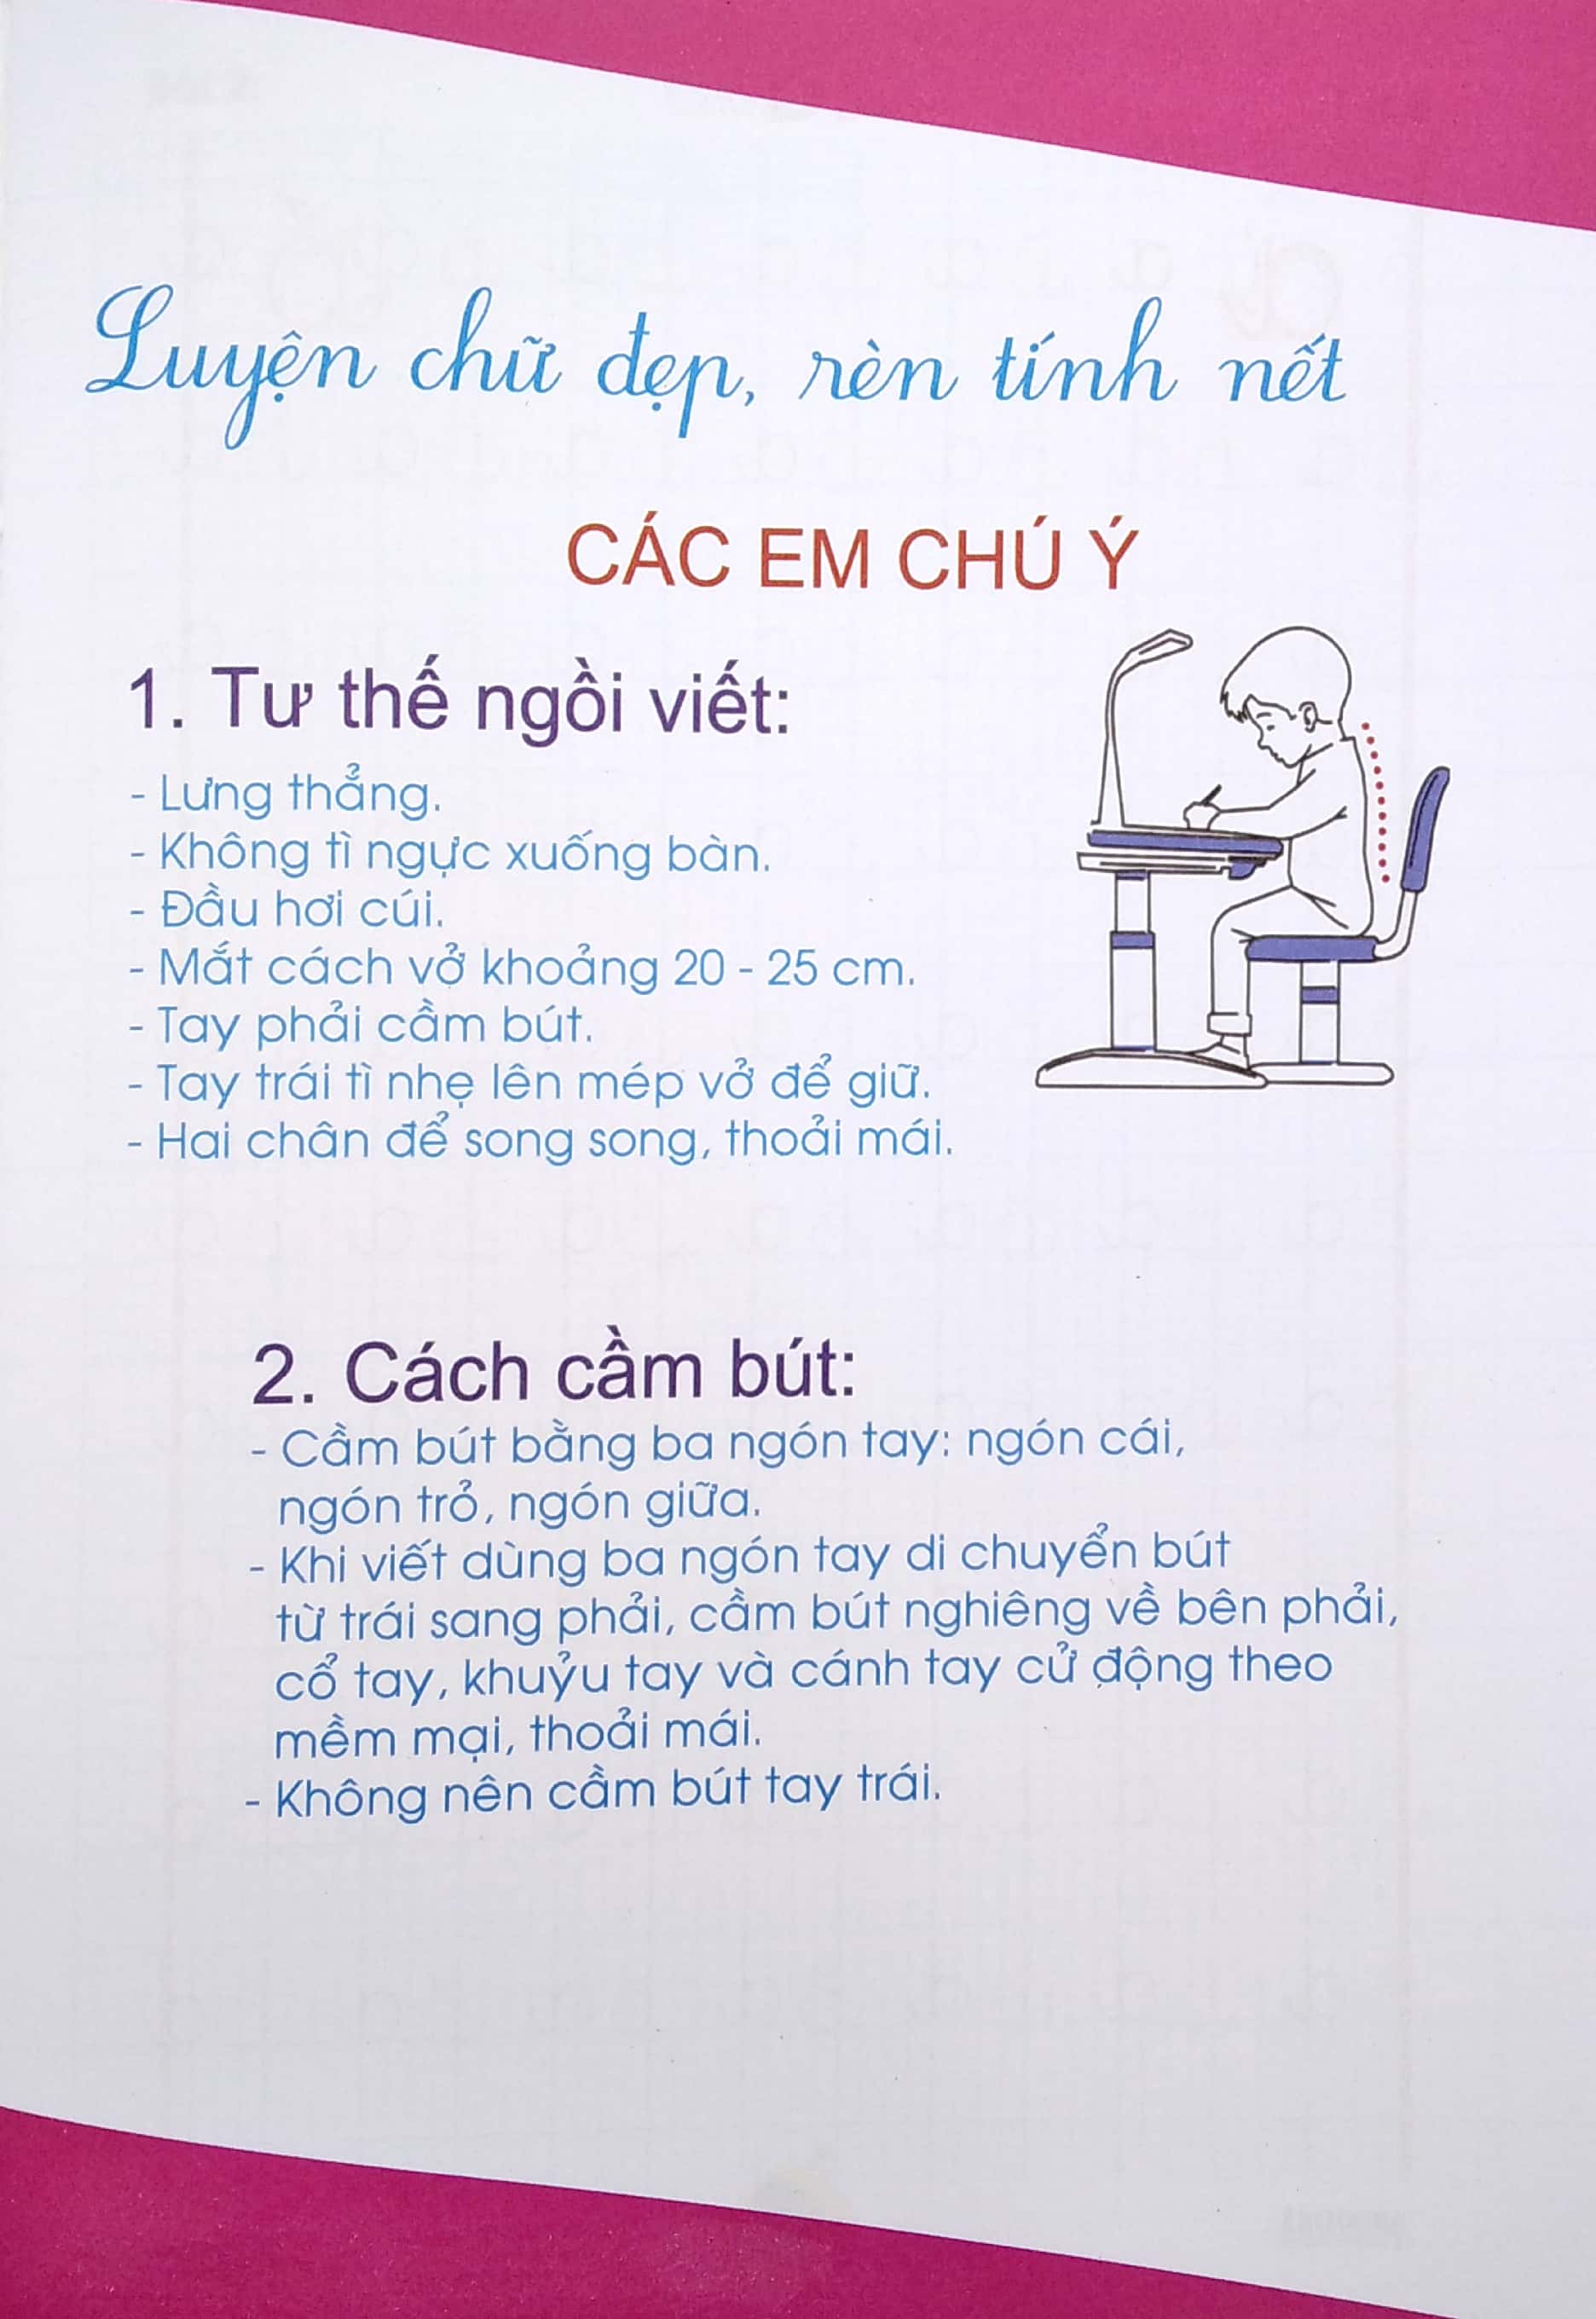 Luyện chữ đẹp, rèn tính nết
CÁC EM CHÚ Ý
1. Tư thế ngồi viết:
- Lưng thẳng.
- Không tì ngực xuống bàn.
- Đầu hơi cúi.
- Mắt cách vở khoảng 20 - 25 cm.
- Tay phải cầm bút.
- Tay trái tì nhẹ lên mép vở để giữ.
- Hai chân để song song, thoải mái.
2. Cách cầm bút:
- Cầm bút bằng ba ngón tay: ngón cái,
ngón trỏ, ngón giữa.
- Khi viết dùng ba ngón tay di chuyển bút
từ trái sang phải, cầm bút nghiêng về bên phải,
cổ tay, khuỷu tay và cánh tay cử động theo
mềm mại, thoải mái.
- Không nên cầm bút tay trái.